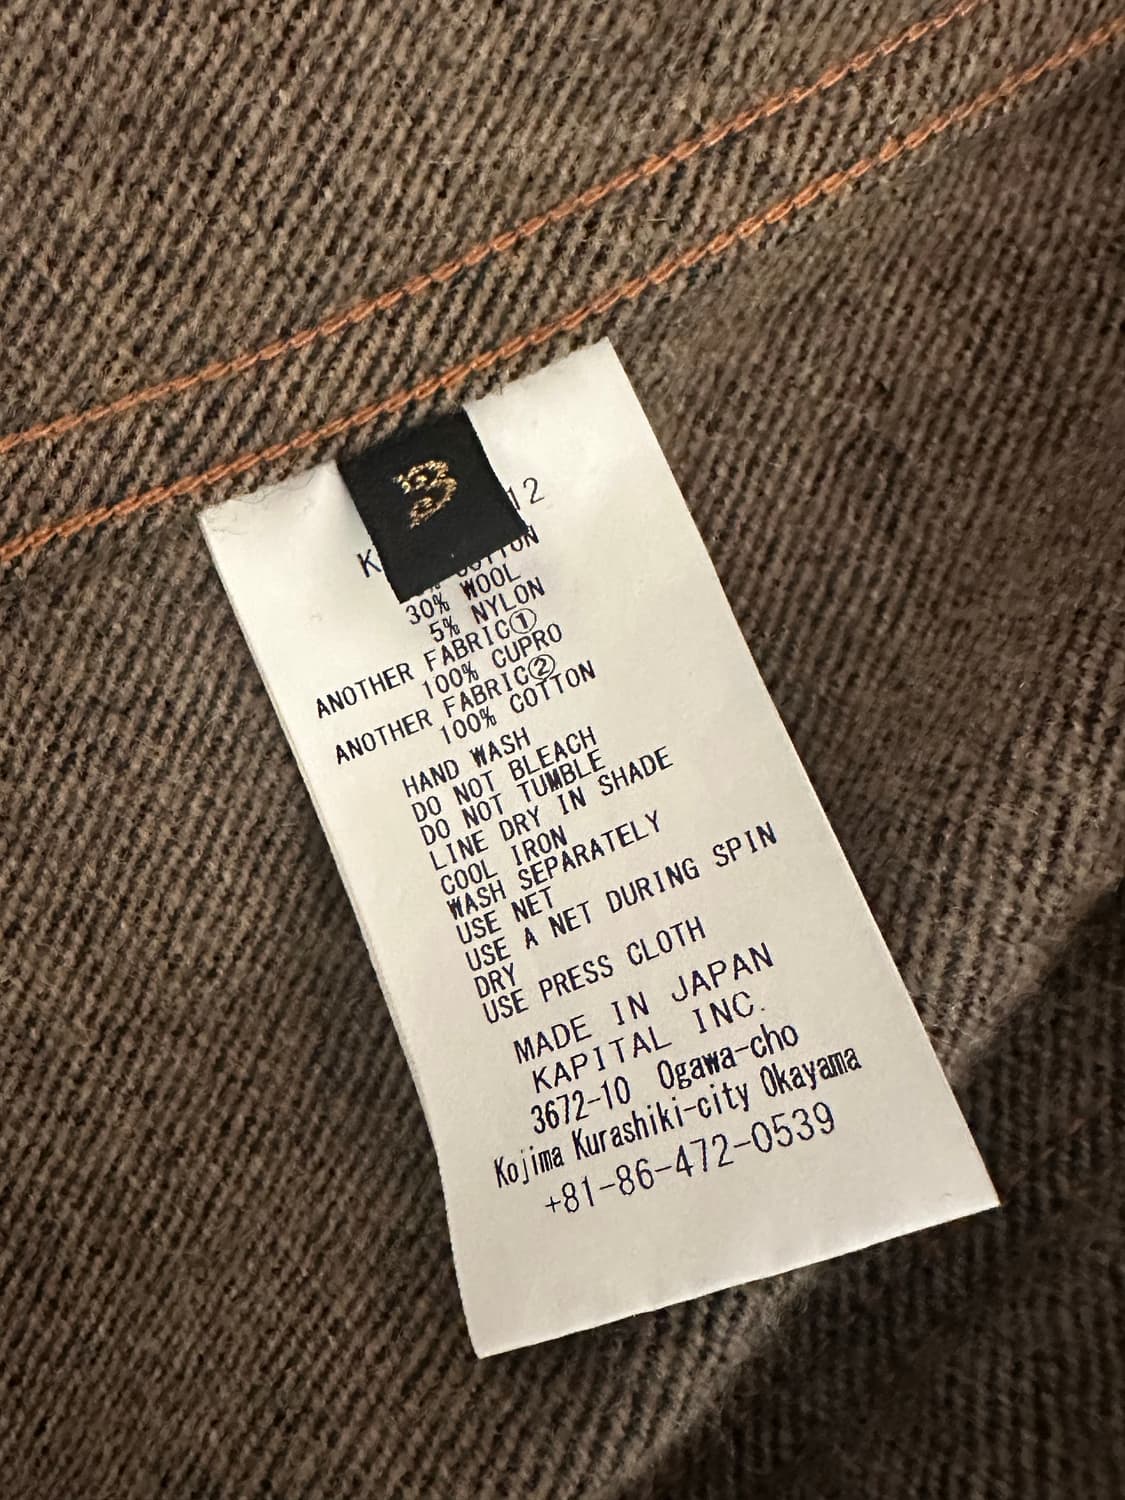 3
12
K
COTTON
30% WOOL
5% NYLON
ANOTHER FABRIC①
100% CUPRO
ANOTHER FABRIC②
100% COTTON
HAND WASH
DO NOT BLEACH
DO NOT TUMBLE
LINE DRY IN SHADE
COOL IRON
WASH SEPARATELY
USE NET
USE A NET DURING SPIN
DRY
USE PRESS CLOTH
MADE IN JAPAN
KAPITAL INC.
3672-10 Ogawa-cho
Kojima Kurashiki-city Okayama
+81-86-472-0539